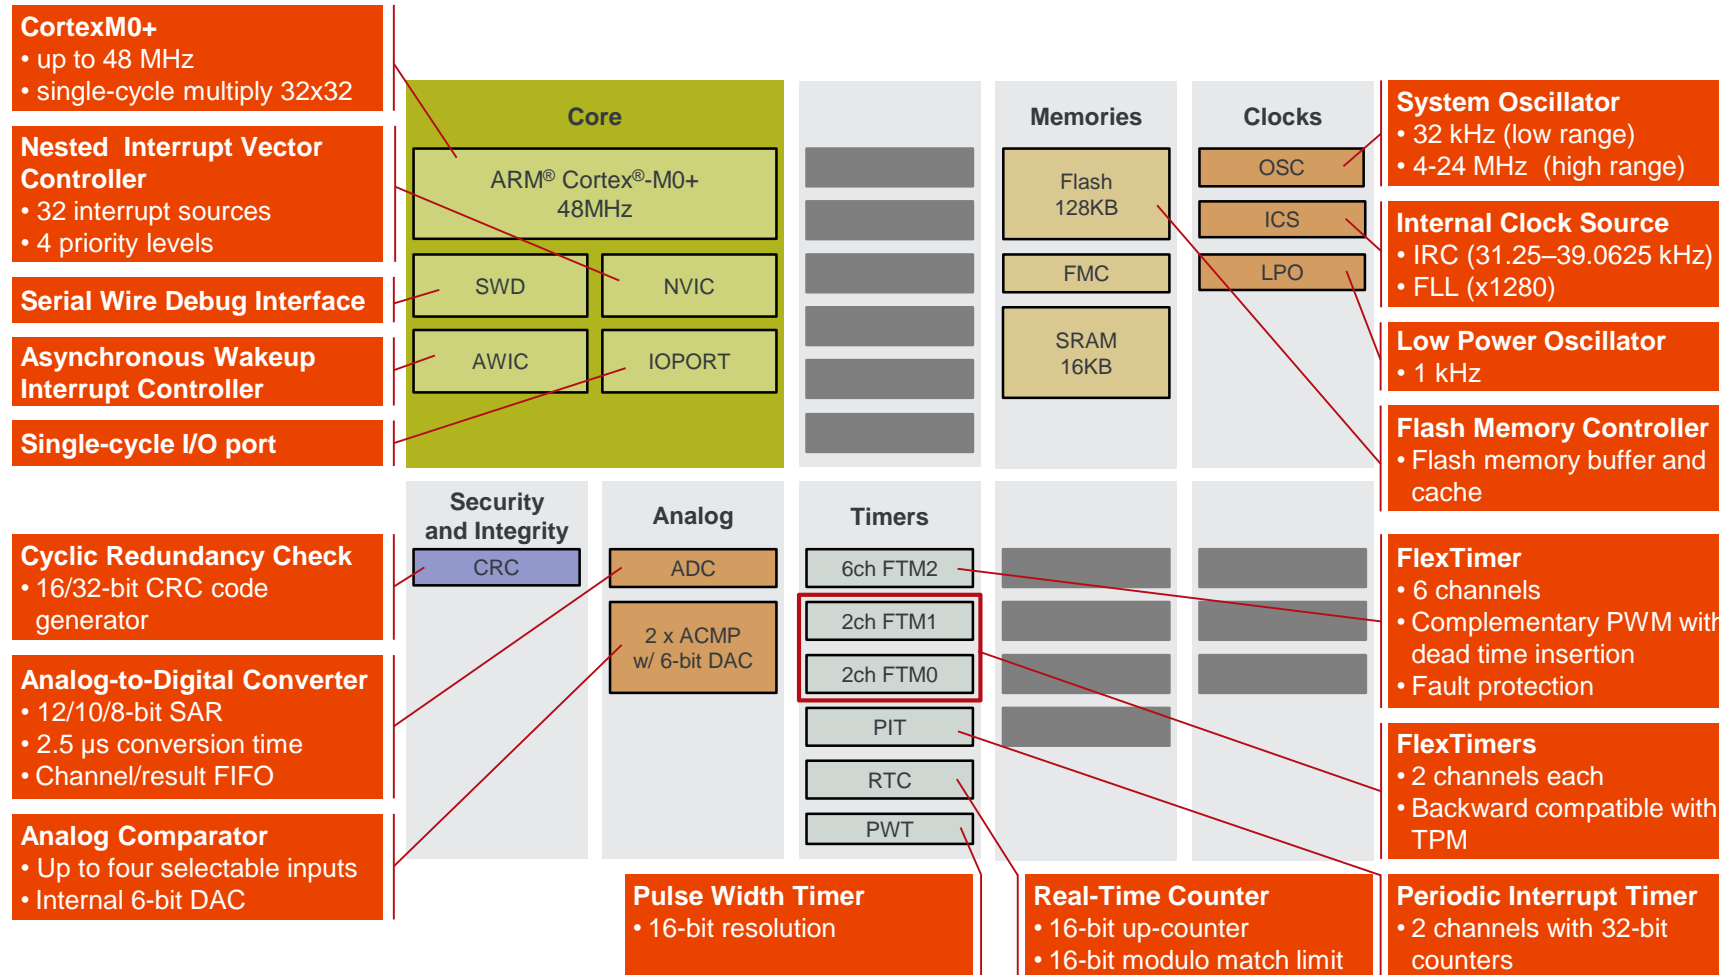 CortexM0+
• up to 48 MHz
• single-cycle multiply 32x32
Nested Interrupt Vector
Controller
• 32 interrupt sources
• 4 priority levels
Serial Wire Debug Interface
Asynchronous Wakeup
Interrupt Controller
Single-cycle I/O port
Core
ARM® Cortex®-M0+
48MHz
SWD
NVIC
AWIC
IOPORT
Memories
Flash
128KB
FMC
SRAM
16KB
Clocks
OSC
ICS
LPO
System Oscillator
• 32 kHz (low range)
• 4-24 MHz (high range)
Internal Clock Source
• IRC (31.25–39.0625 kHz)
• FLL (x1280)
Low Power Oscillator
• 1 kHz
Flash Memory Controller
• Flash memory buffer and
cache
Cyclic Redundancy Check
• 16/32-bit CRC code
generator
Analog-to-Digital Converter
• 12/10/8-bit SAR
• 2.5 µs conversion time
• Channel/result FIFO
Analog Comparator
• Up to four selectable inputs
• Internal 6-bit DAC
Security
and Integrity
CRC
Analog
ADC
2 x ACMP
w/ 6-bit DAC
Timers
6ch FTM2
2ch FTM1
2ch FTM0
PIT
RTC
PWT
FlexTimer
• 6 channels
• Complementary PWM with
dead time insertion
• Fault protection
FlexTimers
• 2 channels each
• Backward compatible with
TPM
Pulse Width Timer
• 16-bit resolution
Real-Time Counter
• 16-bit up-counter
• 16-bit modulo match limit
Periodic Interrupt Timer
• 2 channels with 32-bit
counters